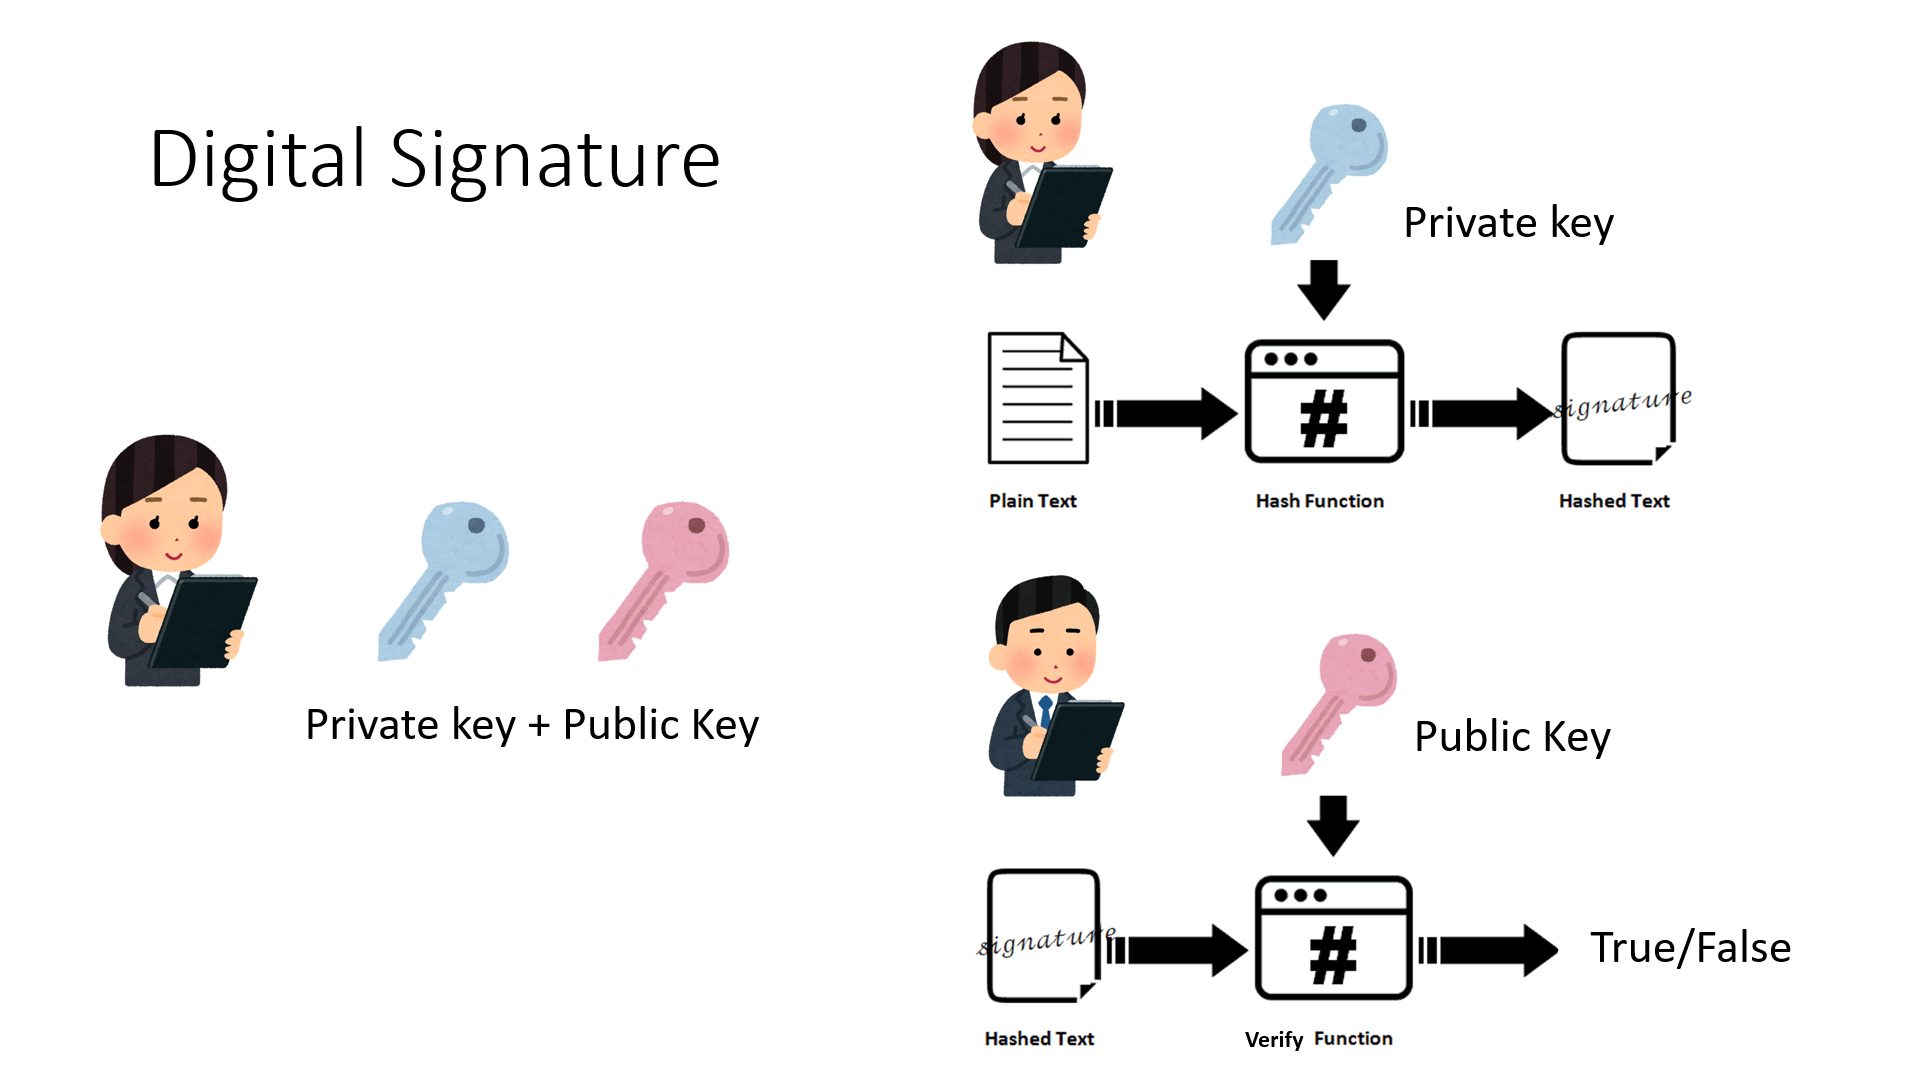 Digital Signature
Private key + Public Key
Private key
#
signature
Plain Text
Hash Function
Hashed Text
Public Key
signature
#
True/False
Hashed Text
Verify Function